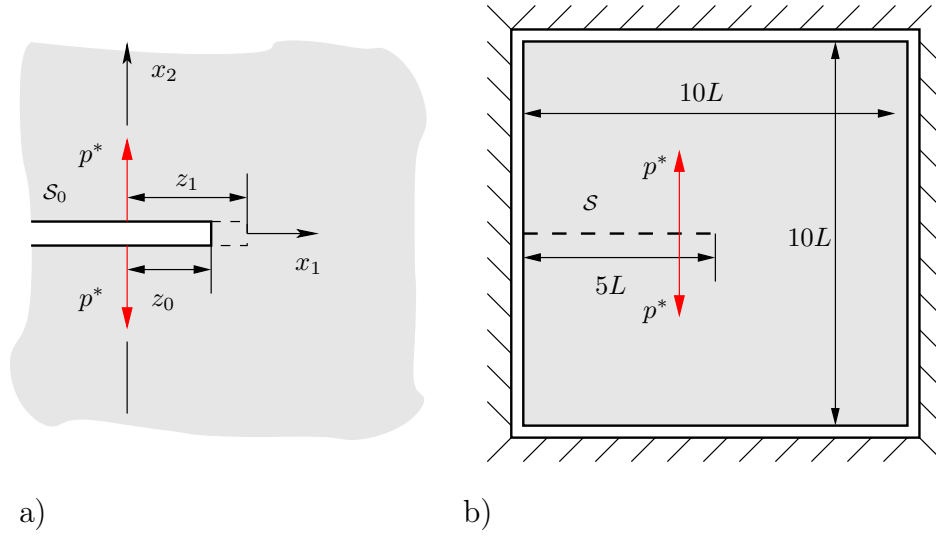 x₂
p*
z₁
𝒮₀
x₁
p*
z₀
a)
10L
p*
𝒮
10L
5L
p*
b)